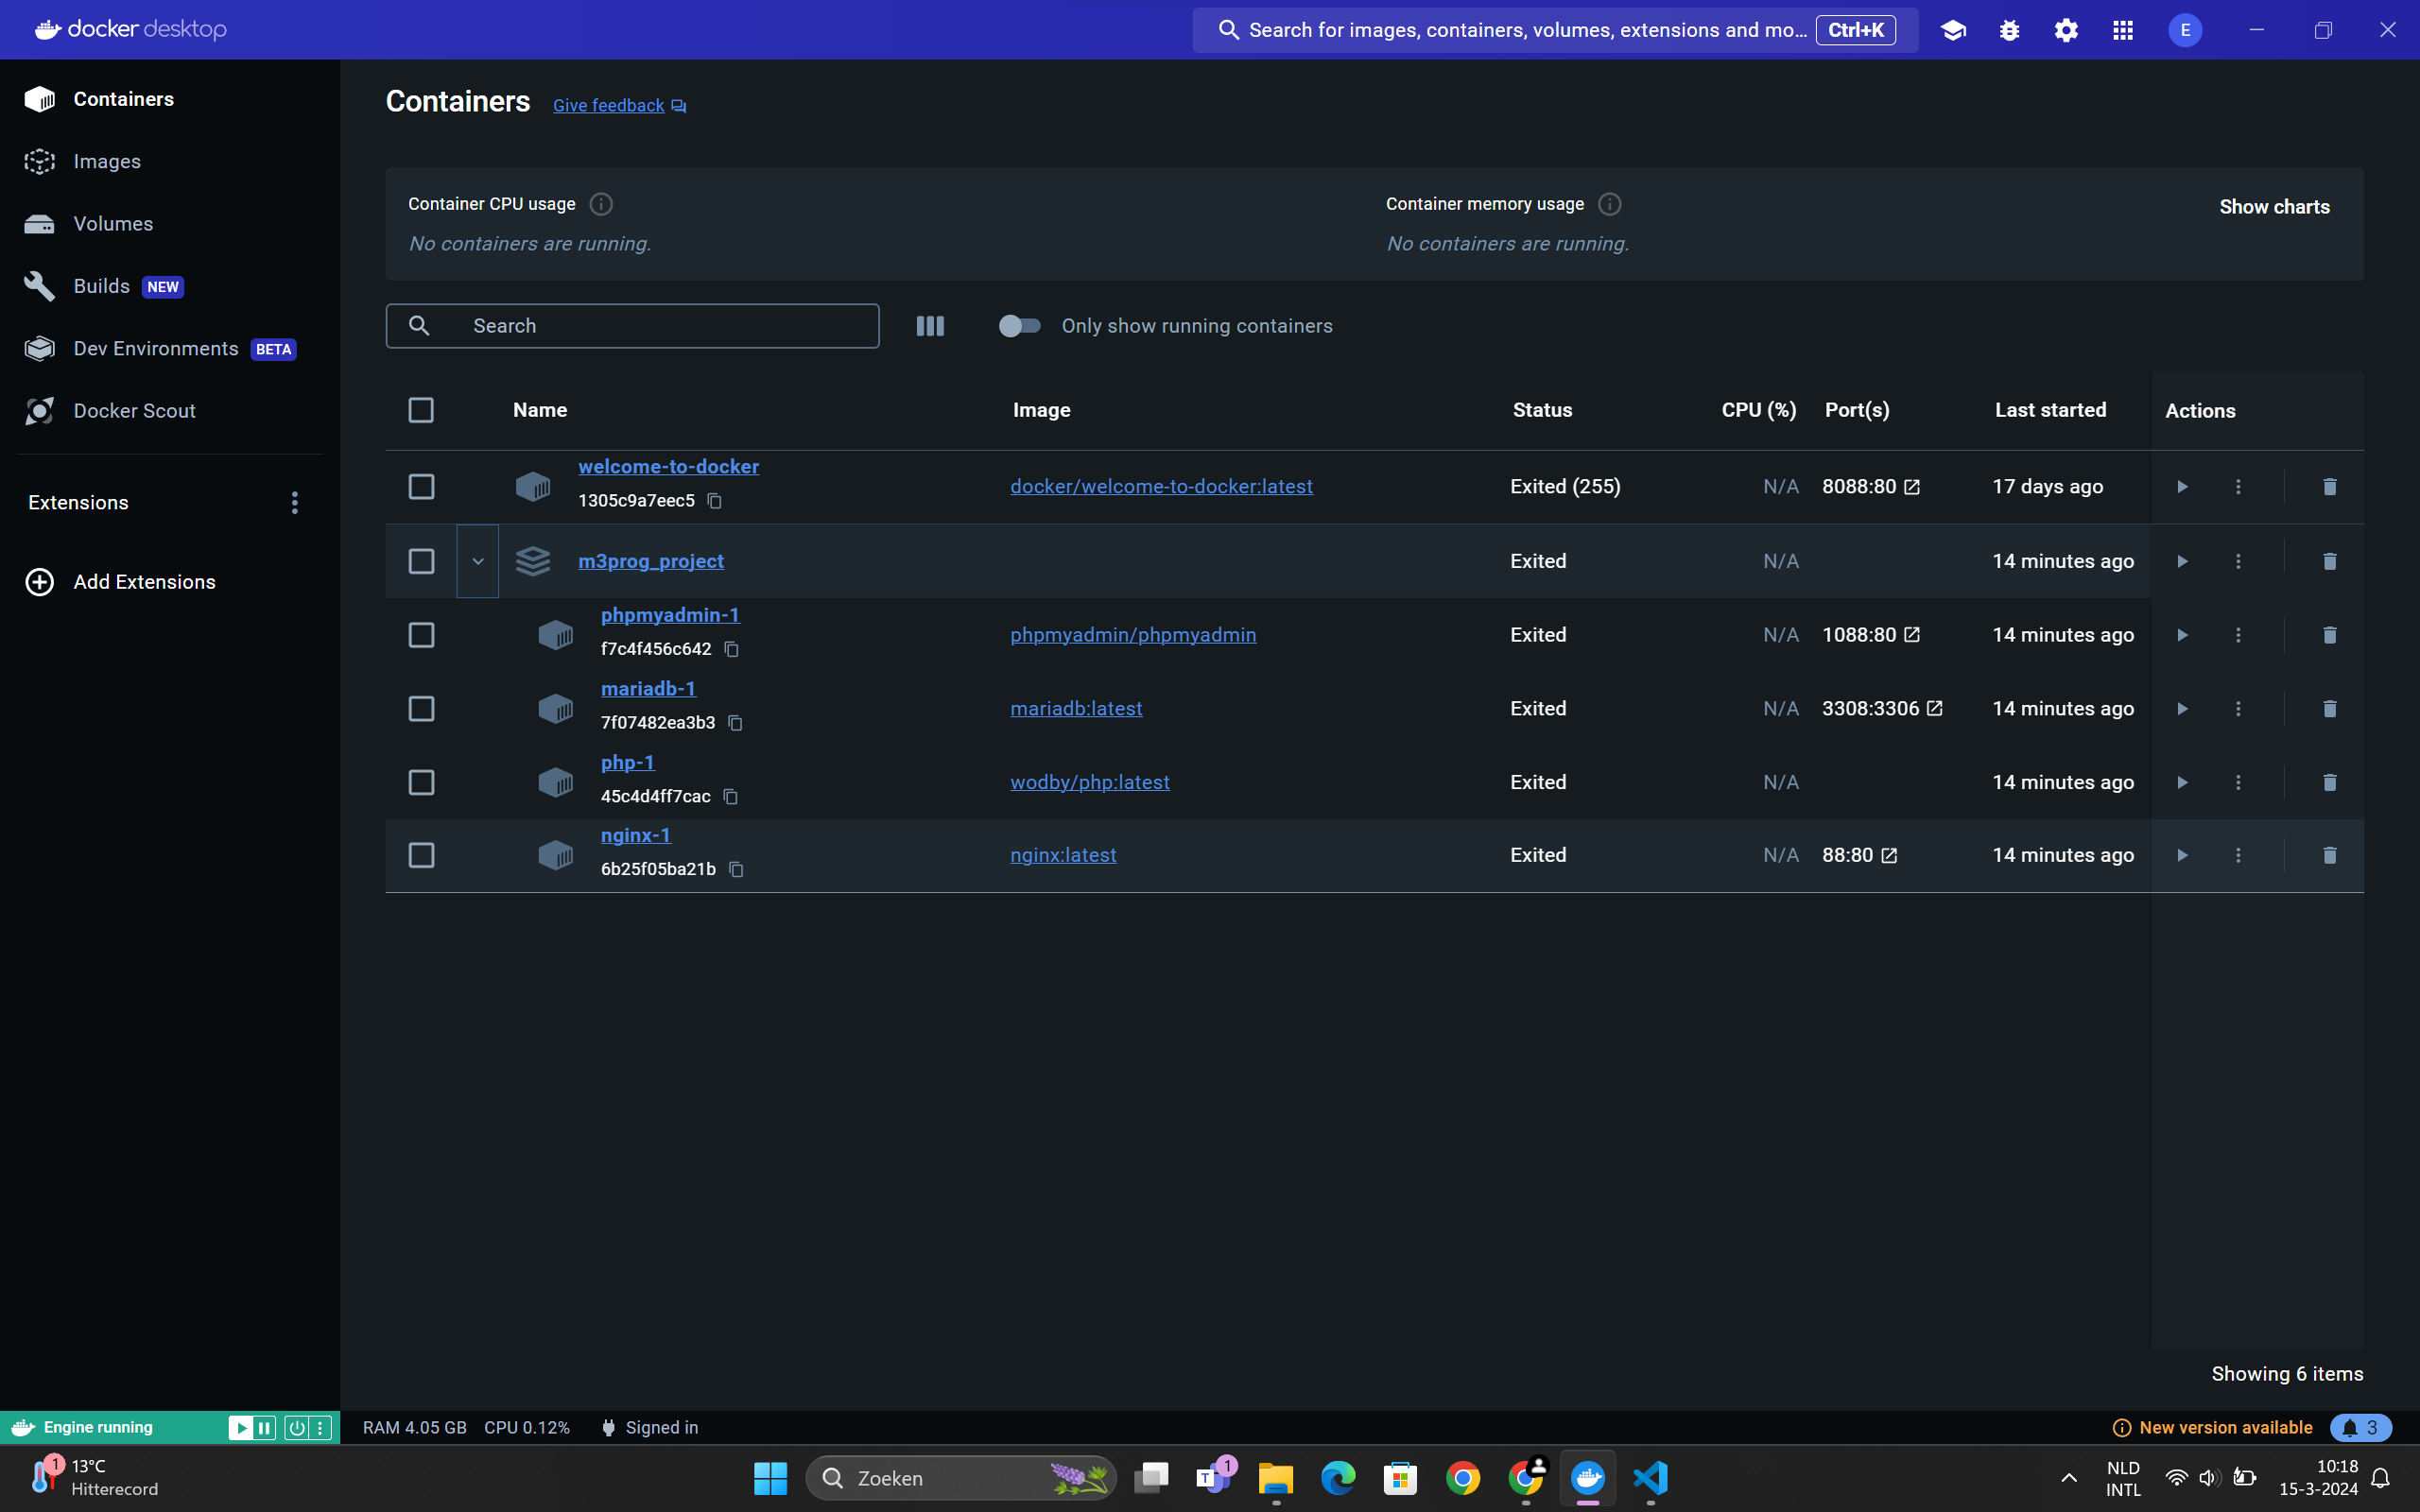 docker desktop
Search for images, containers, volumes, extensions and mo... Ctrl+K
E
Containers
Images
Volumes
Builds NEW
Dev Environments BETA
Docker Scout
Extensions
Add Extensions
Containers Give feedback
Container CPU usage
No containers are running.
Container memory usage
No containers are running.
Show charts
Search
Only show running containers
Name Image Status CPU (%) Port(s) Last started Actions
welcome-to-docker
1305c9a7eec5
docker/welcome-to-docker:latest Exited (255) N/A 8088:80 17 days ago
m3prog_project Exited N/A 14 minutes ago
phpmyadmin-1
f7c4f456c642
phpmyadmin/phpmyadmin Exited N/A 1088:80 14 minutes ago
mariadb-1
7f07482ea3b3
mariadb:latest Exited N/A 3308:3306 14 minutes ago
php-1
45c4d4ff7cac
wodby/php:latest Exited N/A 14 minutes ago
nginx-1
6b25f05ba21b
nginx:latest Exited N/A 88:80 14 minutes ago
Showing 6 items
Engine running
RAM 4.05 GB CPU 0.12% Signed in
New version available 3
1
13°C
Hitterecord
Zoeken
T 1
NLD
INTL
10:18
15-3-2024